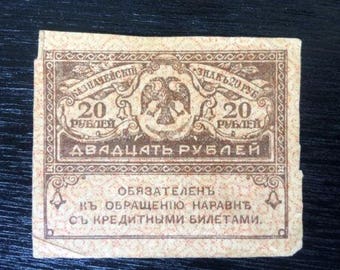 КАЗНАЧЕЙСКІЙ ЗНАКЪ 20 РУБ.
20 20
РУБЛЕЙ РУБЛЕЙ
ДВАДЦАТЬ РУБЛЕЙ
ОБЯЗАТЕЛЕНЪ
КЪ ОБРАЩЕНІЮ НАРАВНѢ
СЪ КРЕДИТНЫМИ БИЛЕТАМИ.